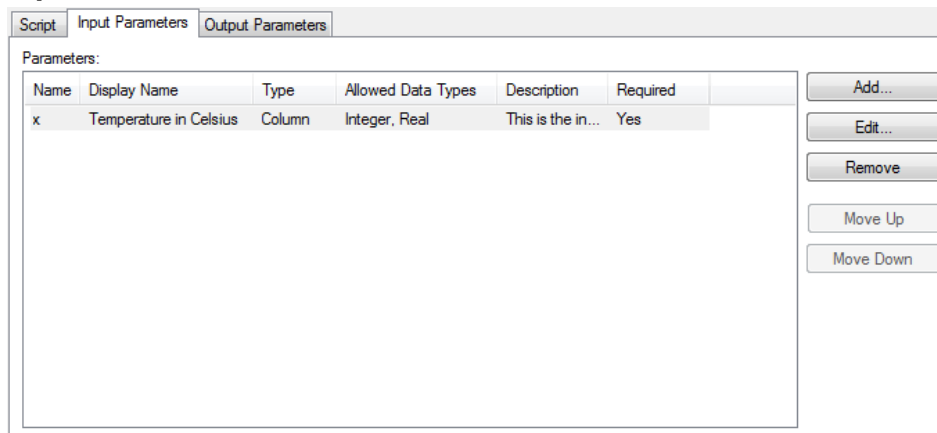 Script Input Parameters Output Parameters
Parameters:
Name Display Name Type Allowed Data Types Description Required
x Temperature in Celsius Column Integer, Real This is the in... Yes
Add...
Edit...
Remove
Move Up
Move Down